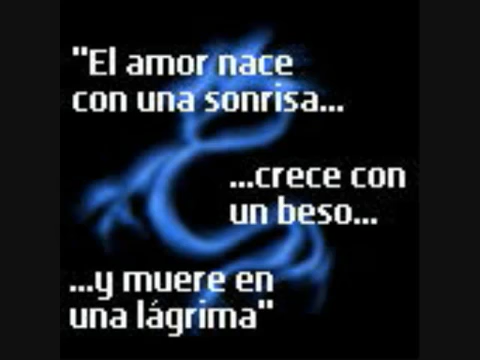 "El amor nace
con una sonrisa...
...crece con
un beso...
...y muere en
una lágrima"